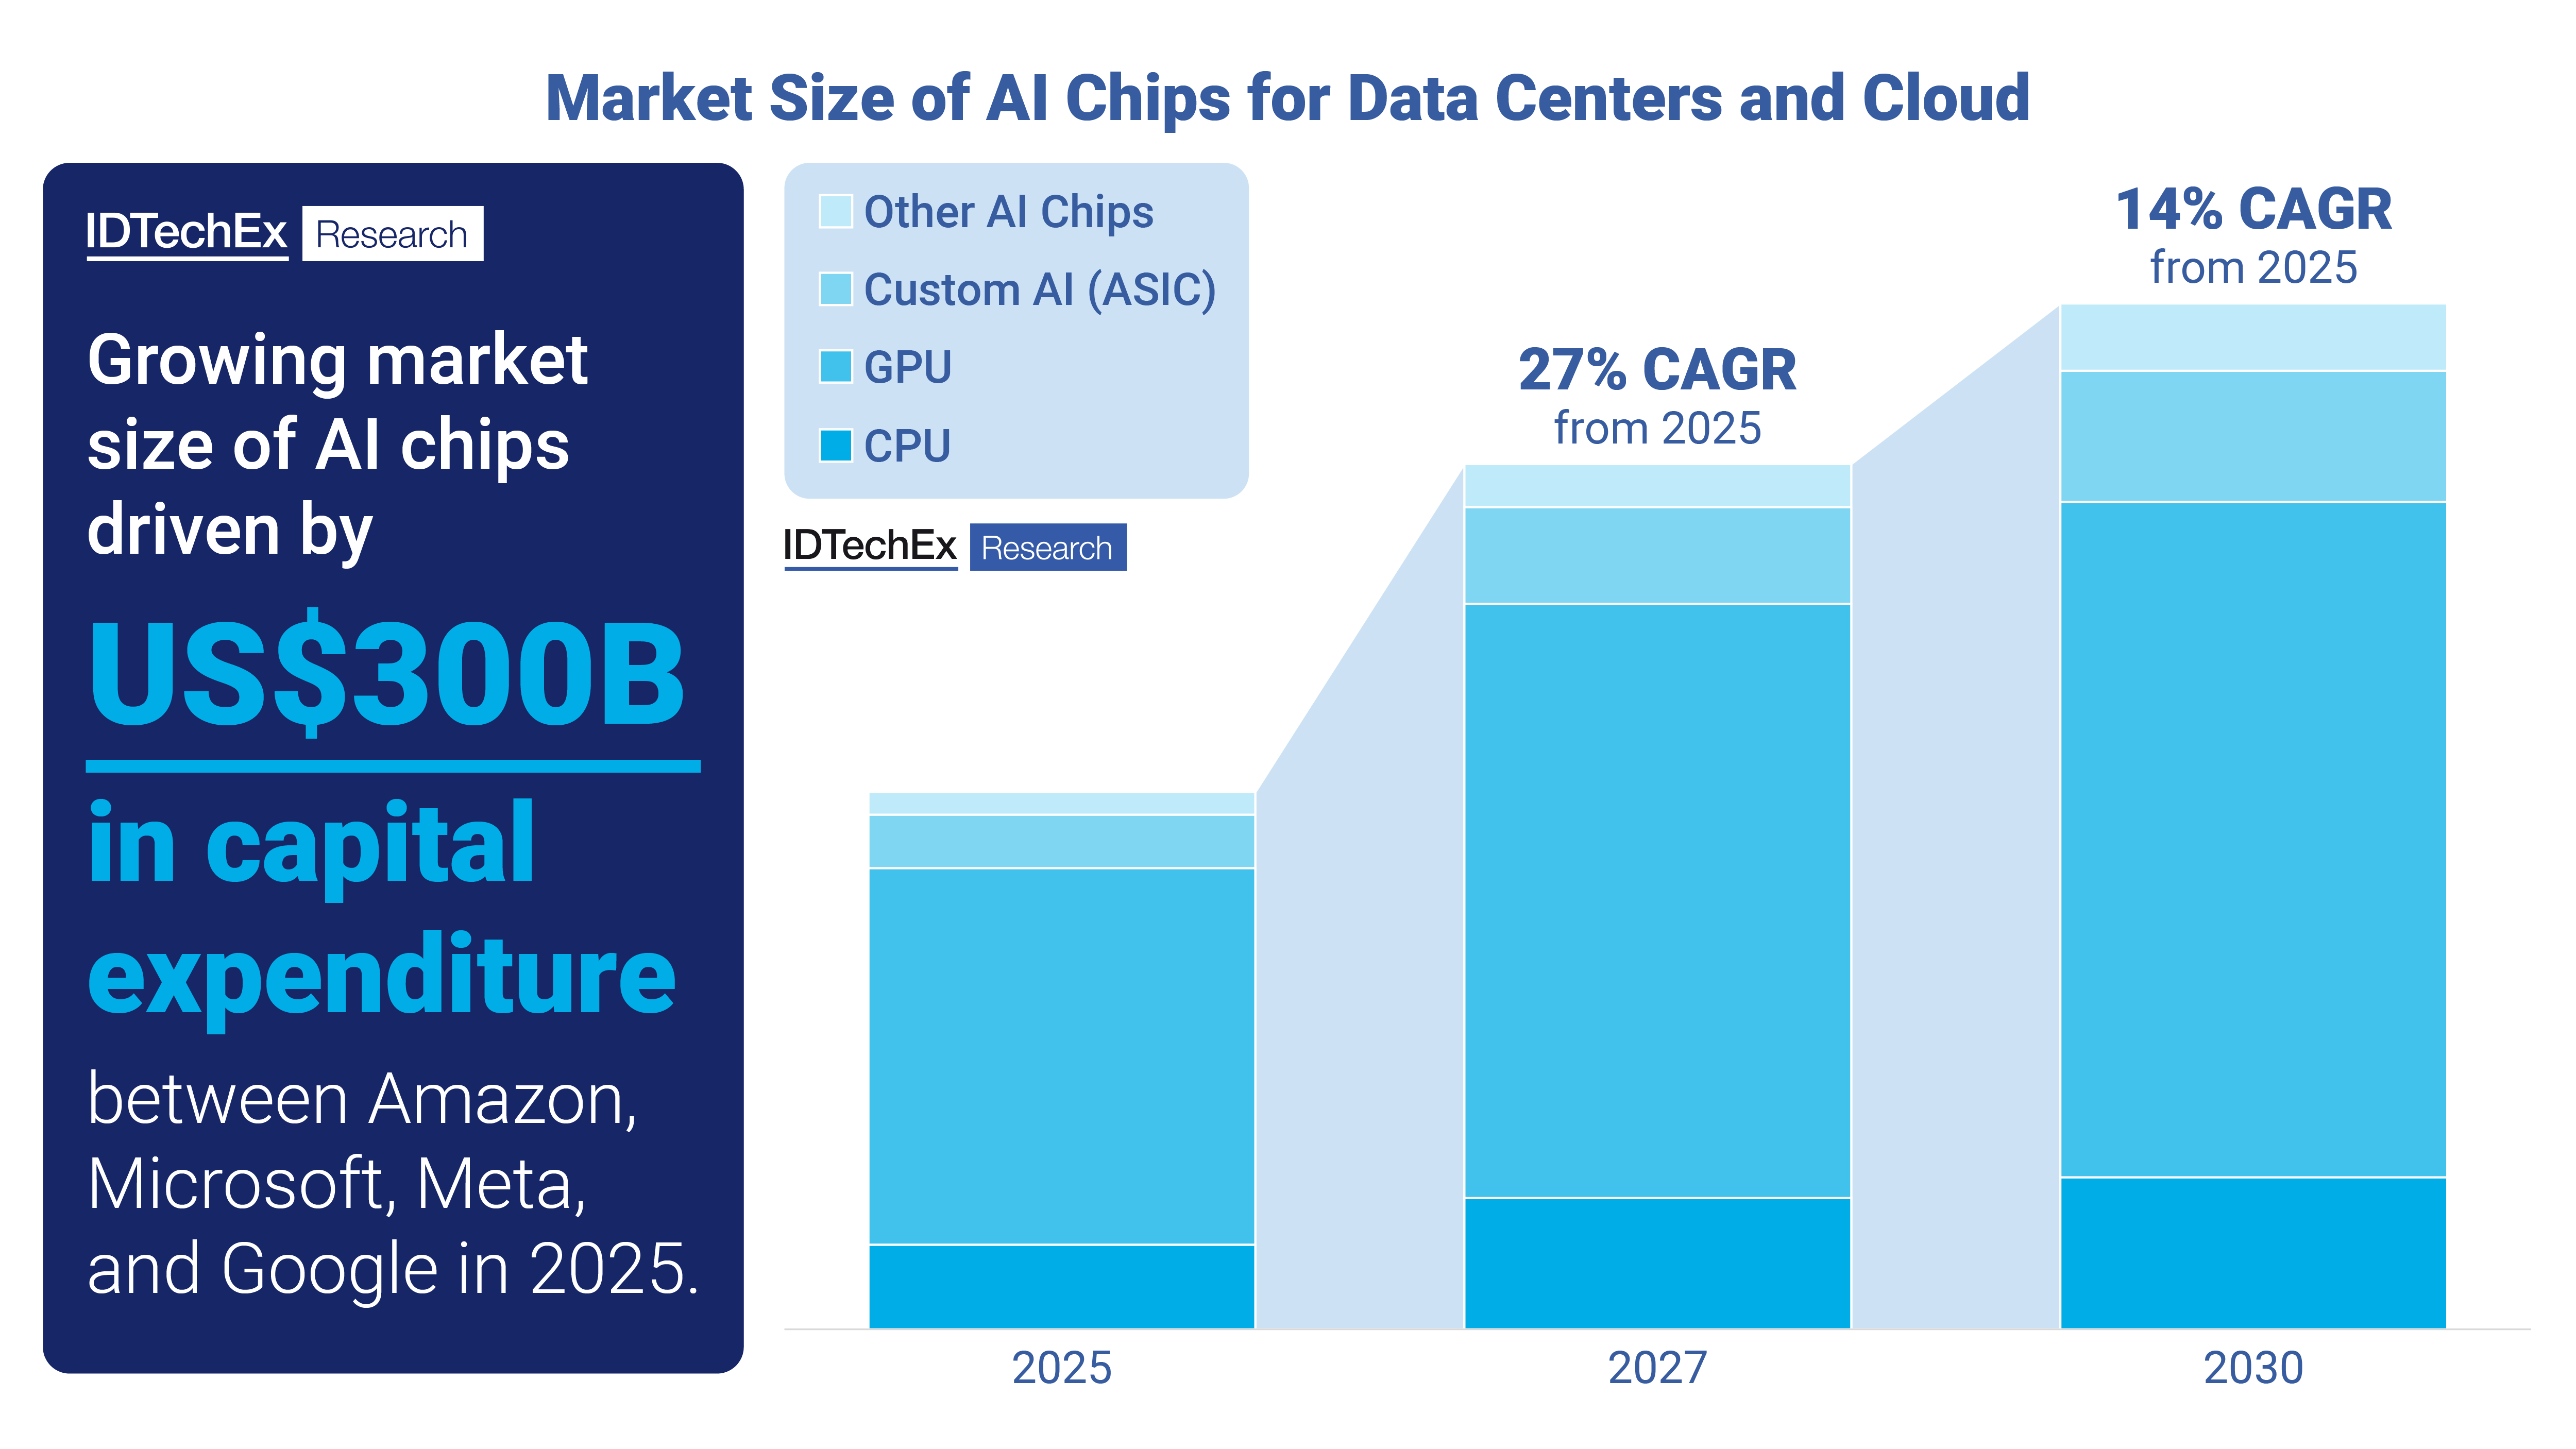 Market Size of AI Chips for Data Centers and Cloud
IDTechEx Research
Growing market
size of AI chips
driven by
US$300B
in capital
expenditure
between Amazon,
Microsoft, Meta,
and Google in 2025.
Other AI Chips
Custom AI (ASIC)
GPU
CPU
IDTechEx Research
27% CAGR
from 2025
14% CAGR
from 2025
2025
2027
2030